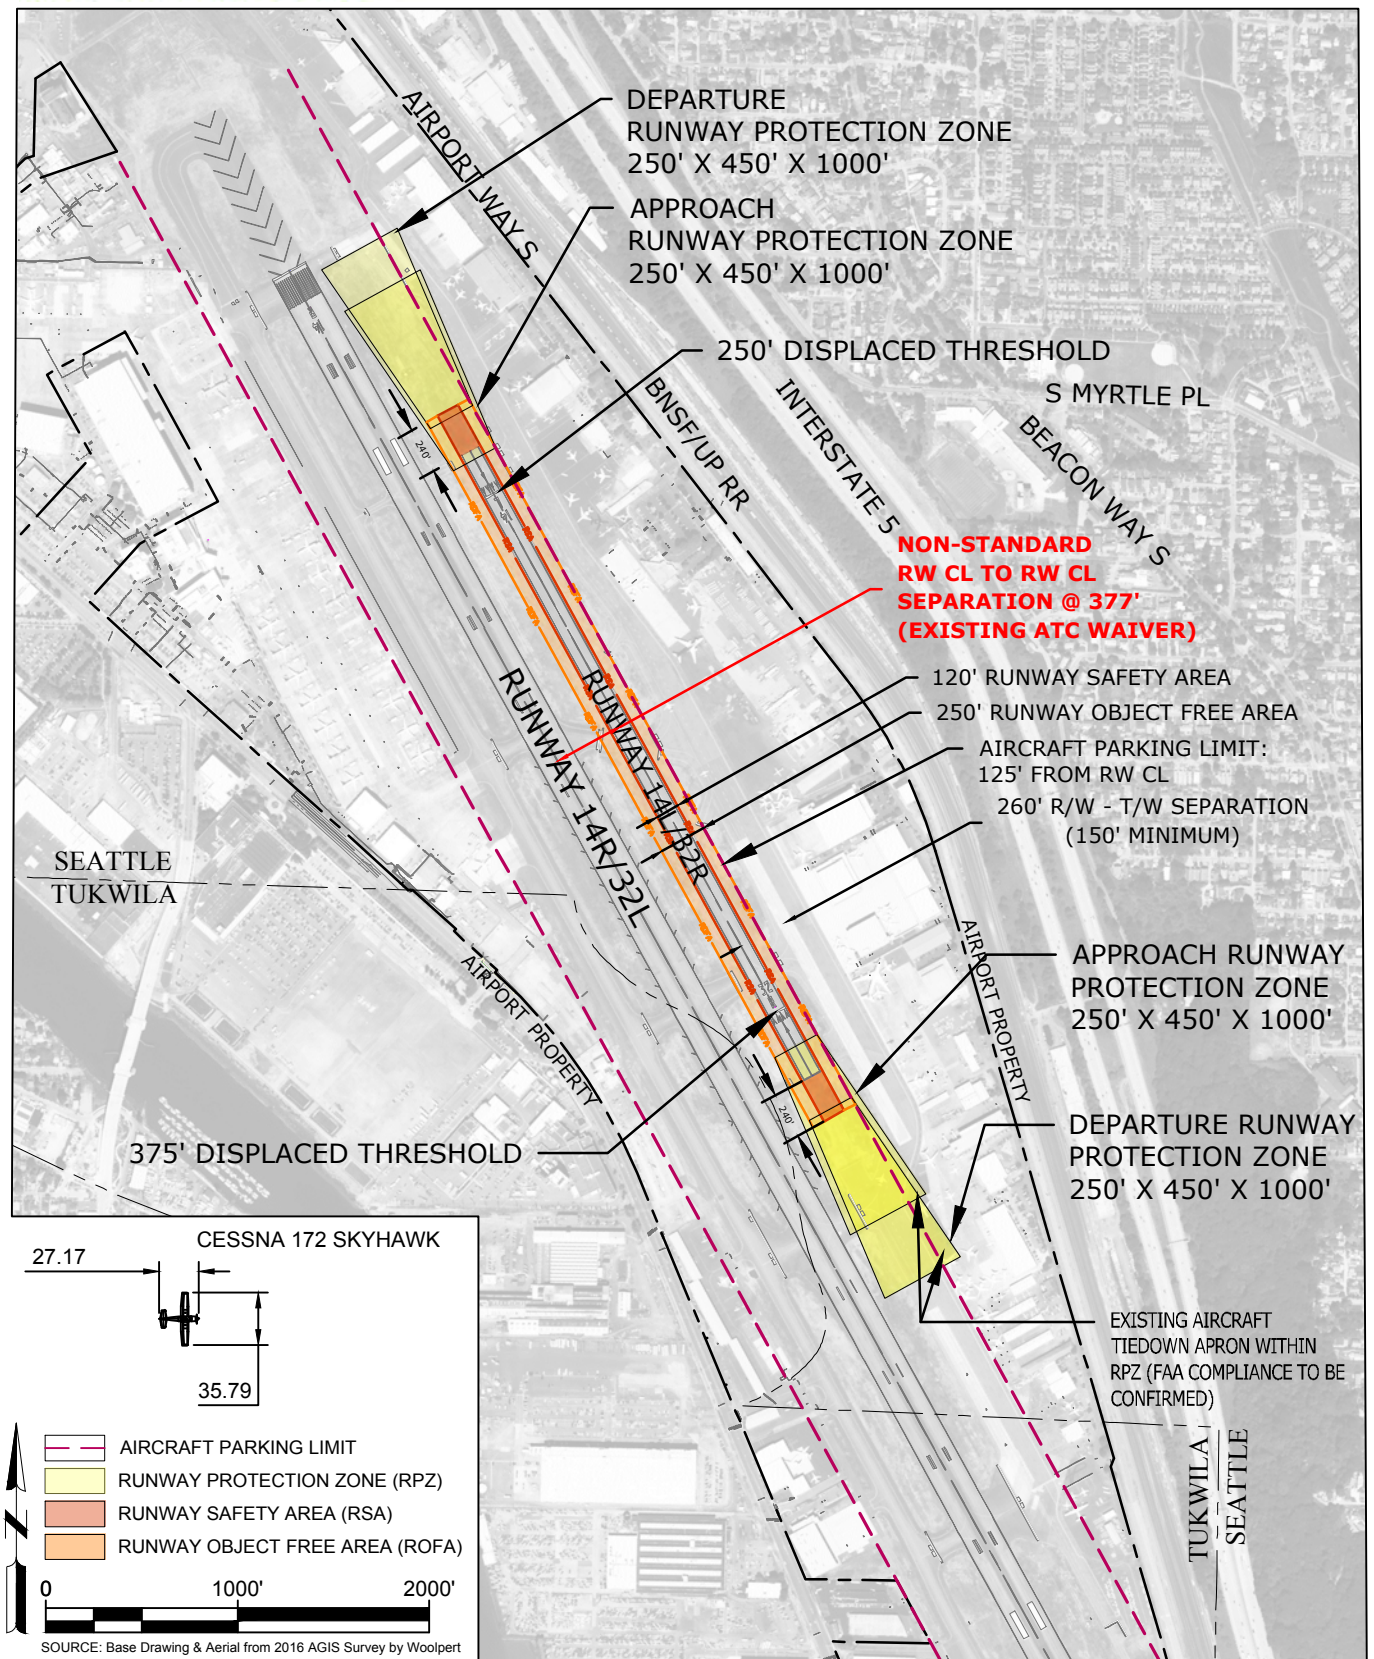 DEPARTURE
RUNWAY PROTECTION ZONE
250' X 450' X 1000'
APPROACH
RUNWAY PROTECTION ZONE
250' X 450' X 1000'
AIRPORT WAY S
250' DISPLACED THRESHOLD
S MYRTLE PL
BNSF/UP RR
INTERSTATE 5
BEACON WAY S
240'
NON-STANDARD
RW CL TO RW CL
SEPARATION @ 377'
(EXISTING ATC WAIVER)
120' RUNWAY SAFETY AREA
250' RUNWAY OBJECT FREE AREA
AIRCRAFT PARKING LIMIT:
125' FROM RW CL
260' R/W - T/W SEPARATION
(150' MINIMUM)
RUNWAY 14R/32L
RUNWAY 14L/32R
SEATTLE
TUKWILA
AIRPORT PROPERTY
AIRPORT PROPERTY
APPROACH RUNWAY
PROTECTION ZONE
250' X 450' X 1000'
240'
375' DISPLACED THRESHOLD
DEPARTURE RUNWAY
PROTECTION ZONE
250' X 450' X 1000'
EXISTING AIRCRAFT
TIEDOWN APRON WITHIN
RPZ (FAA COMPLIANCE TO BE
CONFIRMED)
TUKWILA
SEATTLE
CESSNA 172 SKYHAWK
27.17
35.79
AIRCRAFT PARKING LIMIT
RUNWAY PROTECTION ZONE (RPZ)
RUNWAY SAFETY AREA (RSA)
RUNWAY OBJECT FREE AREA (ROFA)
N
0 1000' 2000'
SOURCE: Base Drawing & Aerial from 2016 AGIS Survey by Woolpert